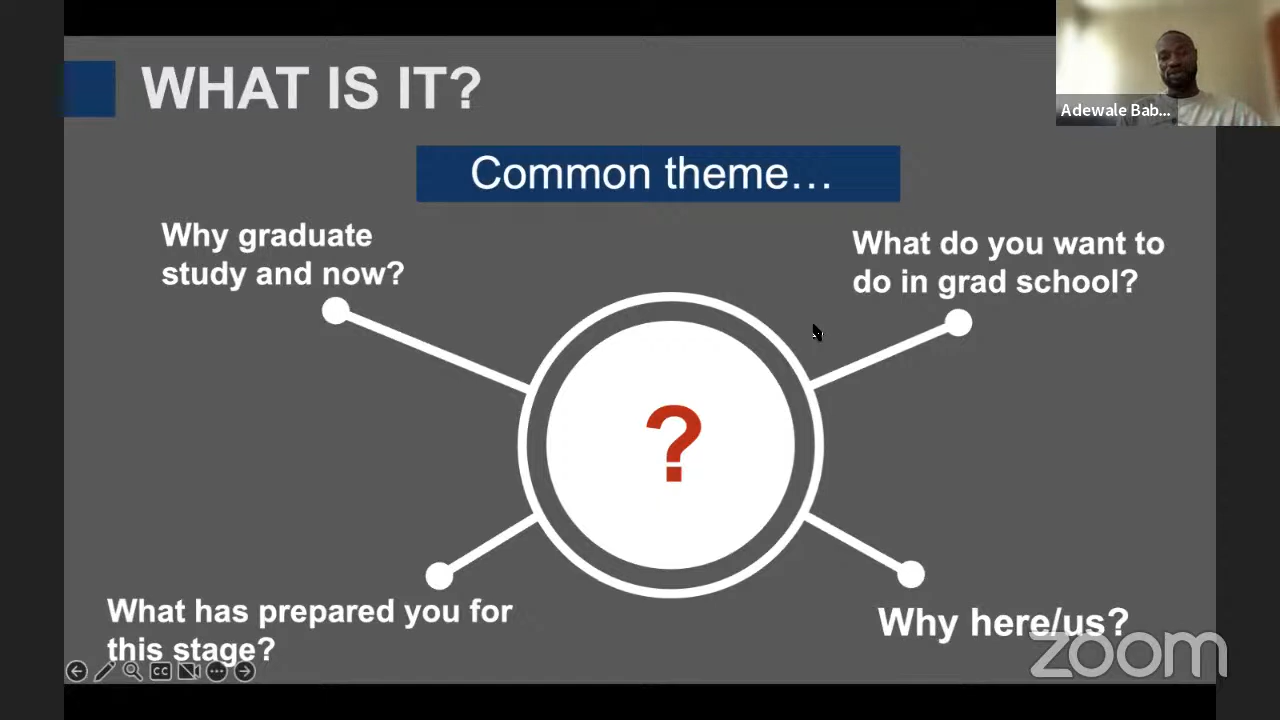 WHAT IS IT?
Adewale Bab...
Common theme...
Why graduate
study and now?
What do you want to
do in grad school?
?
What has prepared you for
this stage?
Why here/us?
zoom
CC